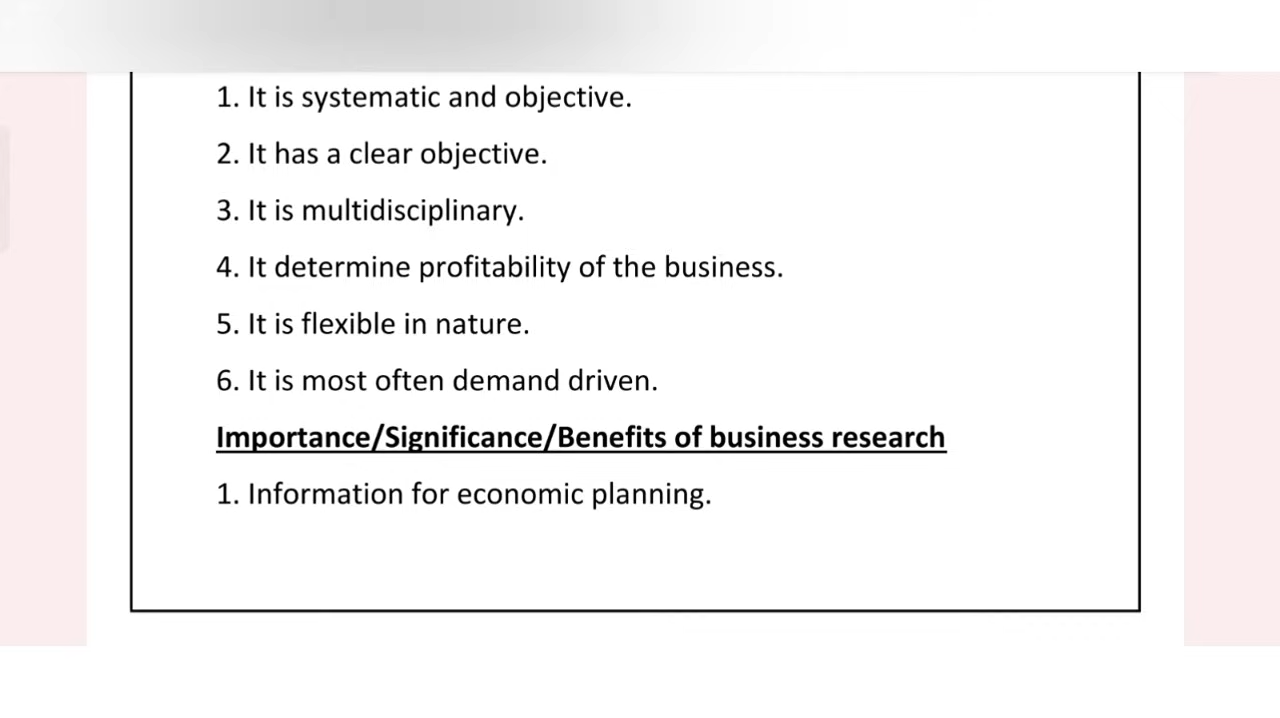 1. It is systematic and objective.
2. It has a clear objective.
3. It is multidisciplinary.
4. It determine profitability of the business.
5. It is flexible in nature.
6. It is most often demand driven.
Importance/Significance/Benefits of business research
1. Information for economic planning.